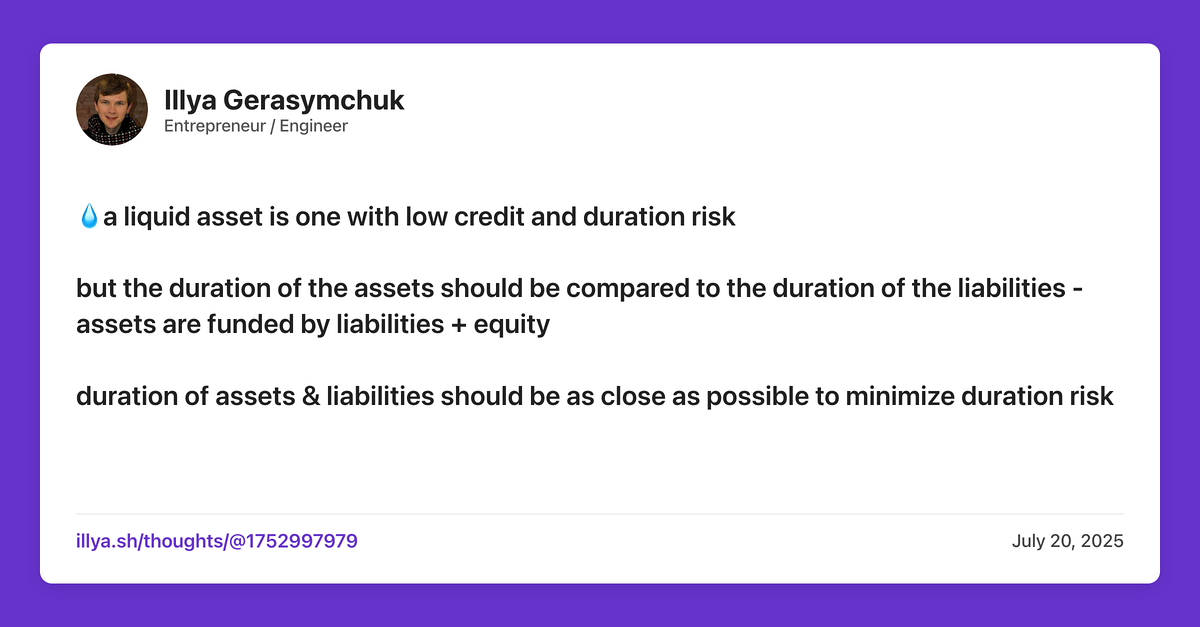 Illya Gerasymchuk
Entrepreneur / Engineer
💧a liquid asset is one with low credit and duration risk
but the duration of the assets should be compared to the duration of the liabilities -
assets are funded by liabilities + equity
duration of assets & liabilities should be as close as possible to minimize duration risk
illya.sh/thoughts/@1752997979
July 20, 2025